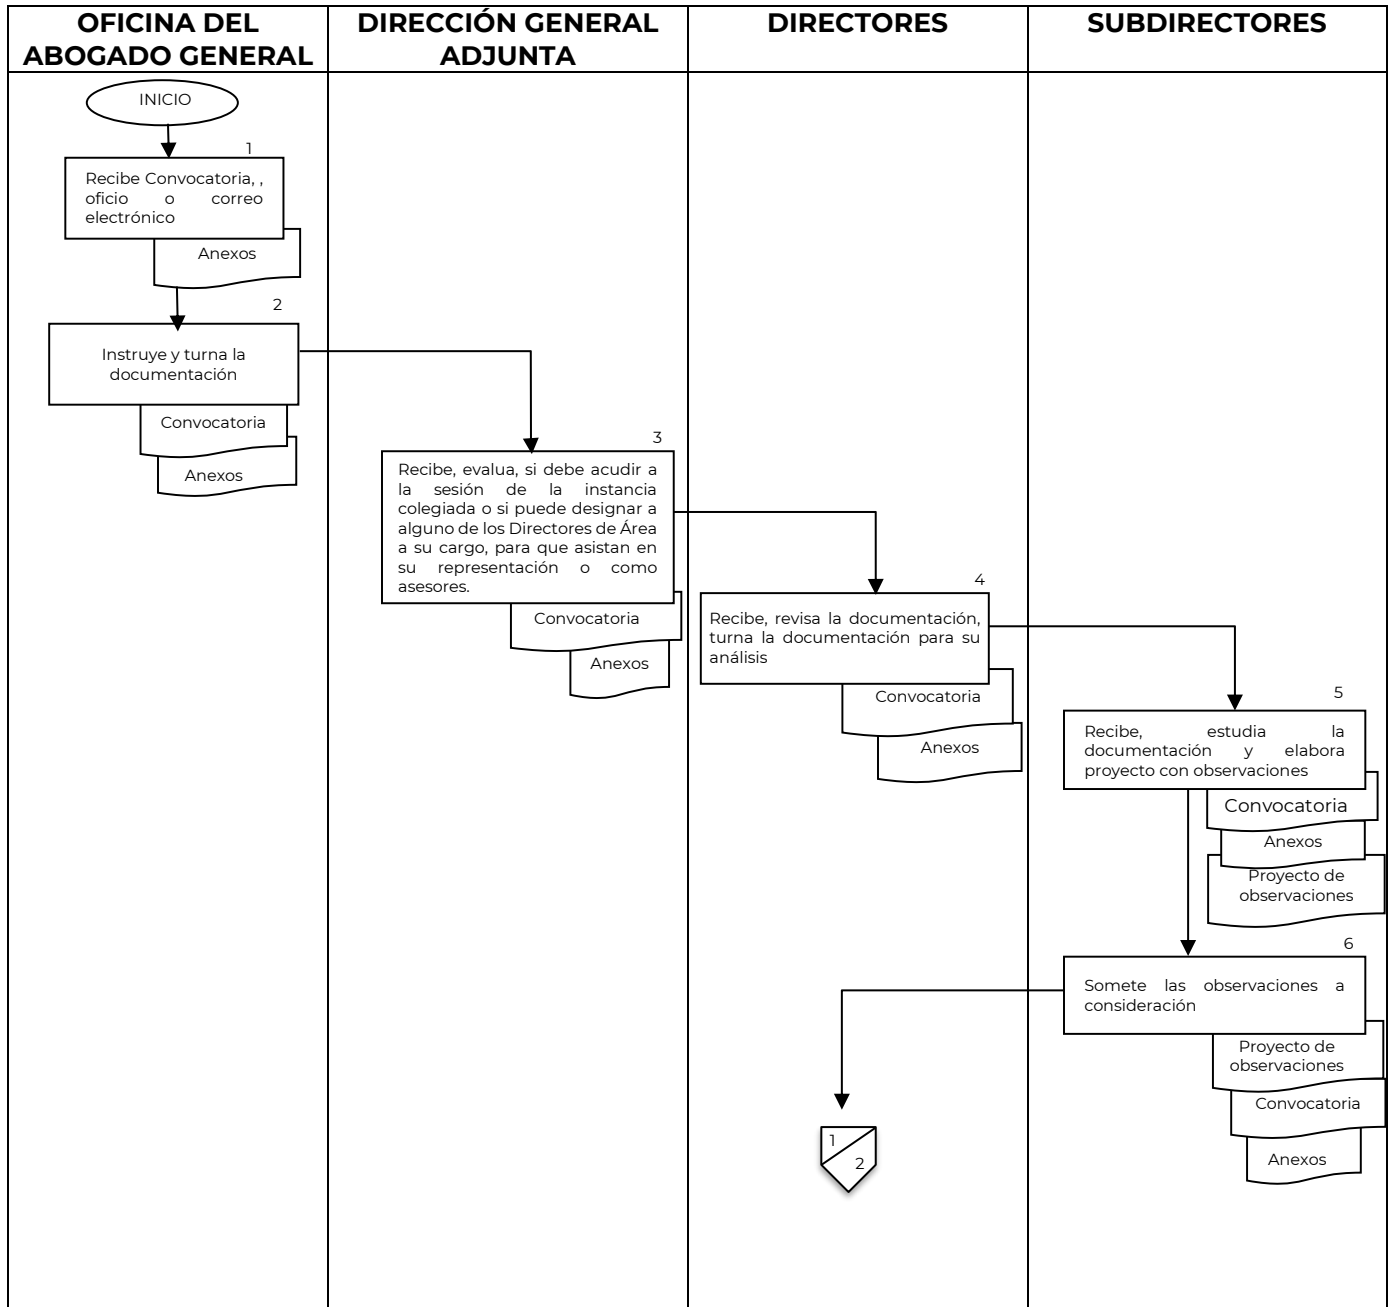 OFICINA DEL
ABOGADO GENERAL
DIRECCIÓN GENERAL
ADJUNTA
DIRECTORES
SUBDIRECTORES
INICIO
1
Recibe Convocatoria, ,
oficio o correo
electrónico
Anexos
2
Instruye y turna la
documentación
Convocatoria
Anexos
3
Recibe, evalua, si debe acudir a
la sesión de la instancia
colegiada o si puede designar a
alguno de los Directores de Área
a su cargo, para que asistan en
su representación o como
asesores.
Convocatoria
Anexos
4
Recibe, revisa la documentación,
turna la documentación para su
análisis
Convocatoria
Anexos
5
Recibe, estudia la
documentación y elabora
proyecto con observaciones
Convocatoria
Anexos
Proyecto de
observaciones
6
Somete las observaciones a
consideración
Proyecto de
observaciones
Convocatoria
Anexos
1
2